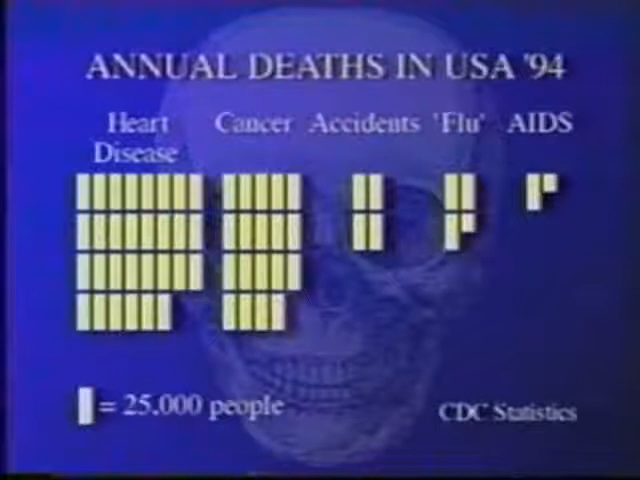 ANNUAL DEATHS IN USA '94
Heart Disease Cancer Accidents 'Flu' AIDS
= 25.000 people
CDC Statistics